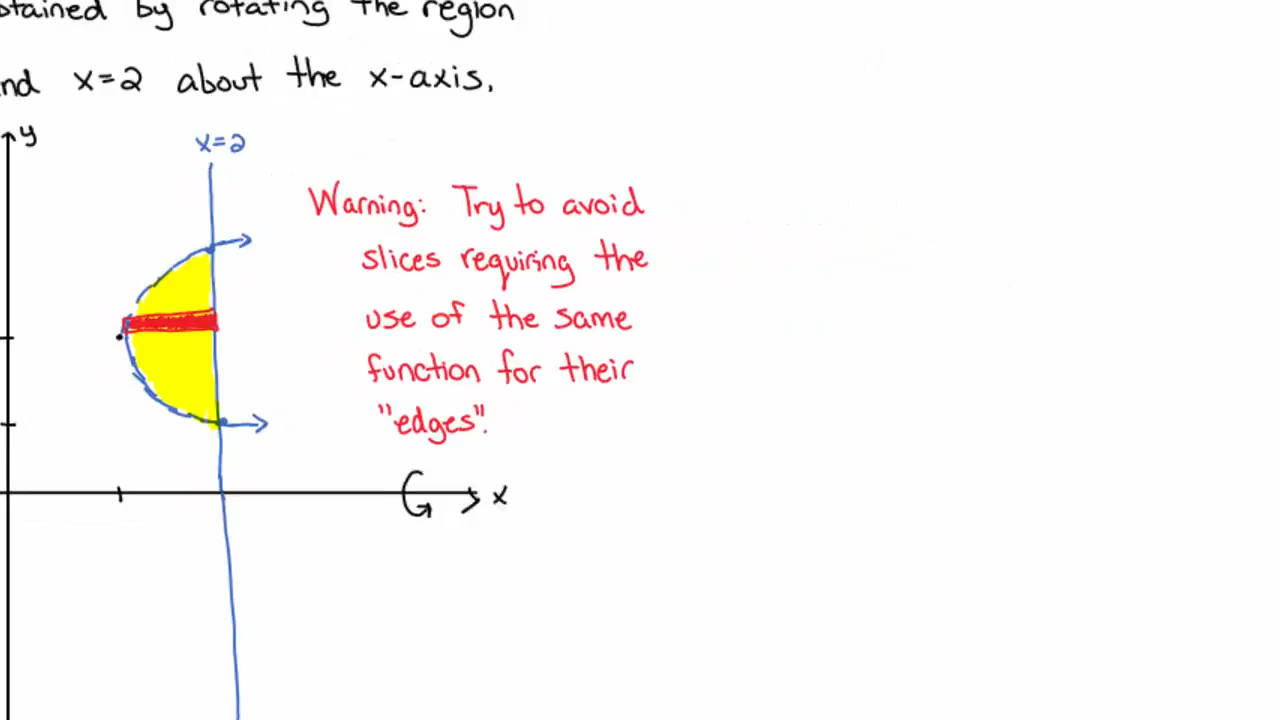 otained by rotating the region
nd x=2 about the x-axis.
y
x=2
Warning: Try to avoid
slices requiring the
use of the same
function for their
"edges".
x